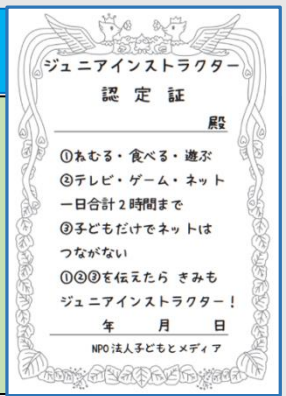 ジュニアインストラクター
認定証
殿
①ねむる・食べる・遊ぶ
②テレビ・ゲーム・ネット
一日合計2時間まで
③子どもだけでネットは
つながない
①②③を伝えたら きみも
ジュニアインストラクター！
年 月 日
NPO法人子どもとメディア